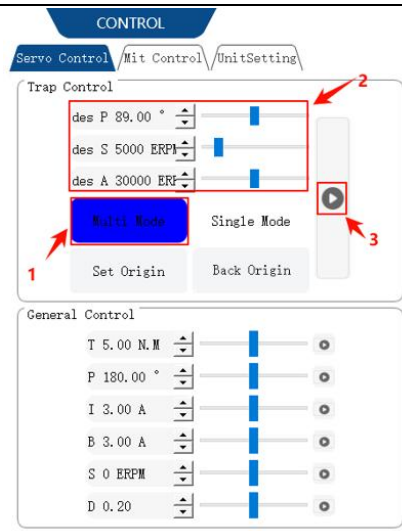 CONTROL
Servo Control Mit Control UnitSetting
Trap Control
2
des P 89.00 °
des S 5000 ERPM
des A 30000 ERP
Multi Mode Single Mode
3
1
Set Origin Back Origin
General Control
T 5.00 N.M
P 180.00 °
I 3.00 A
B 3.00 A
S 0 ERPM
D 0.20